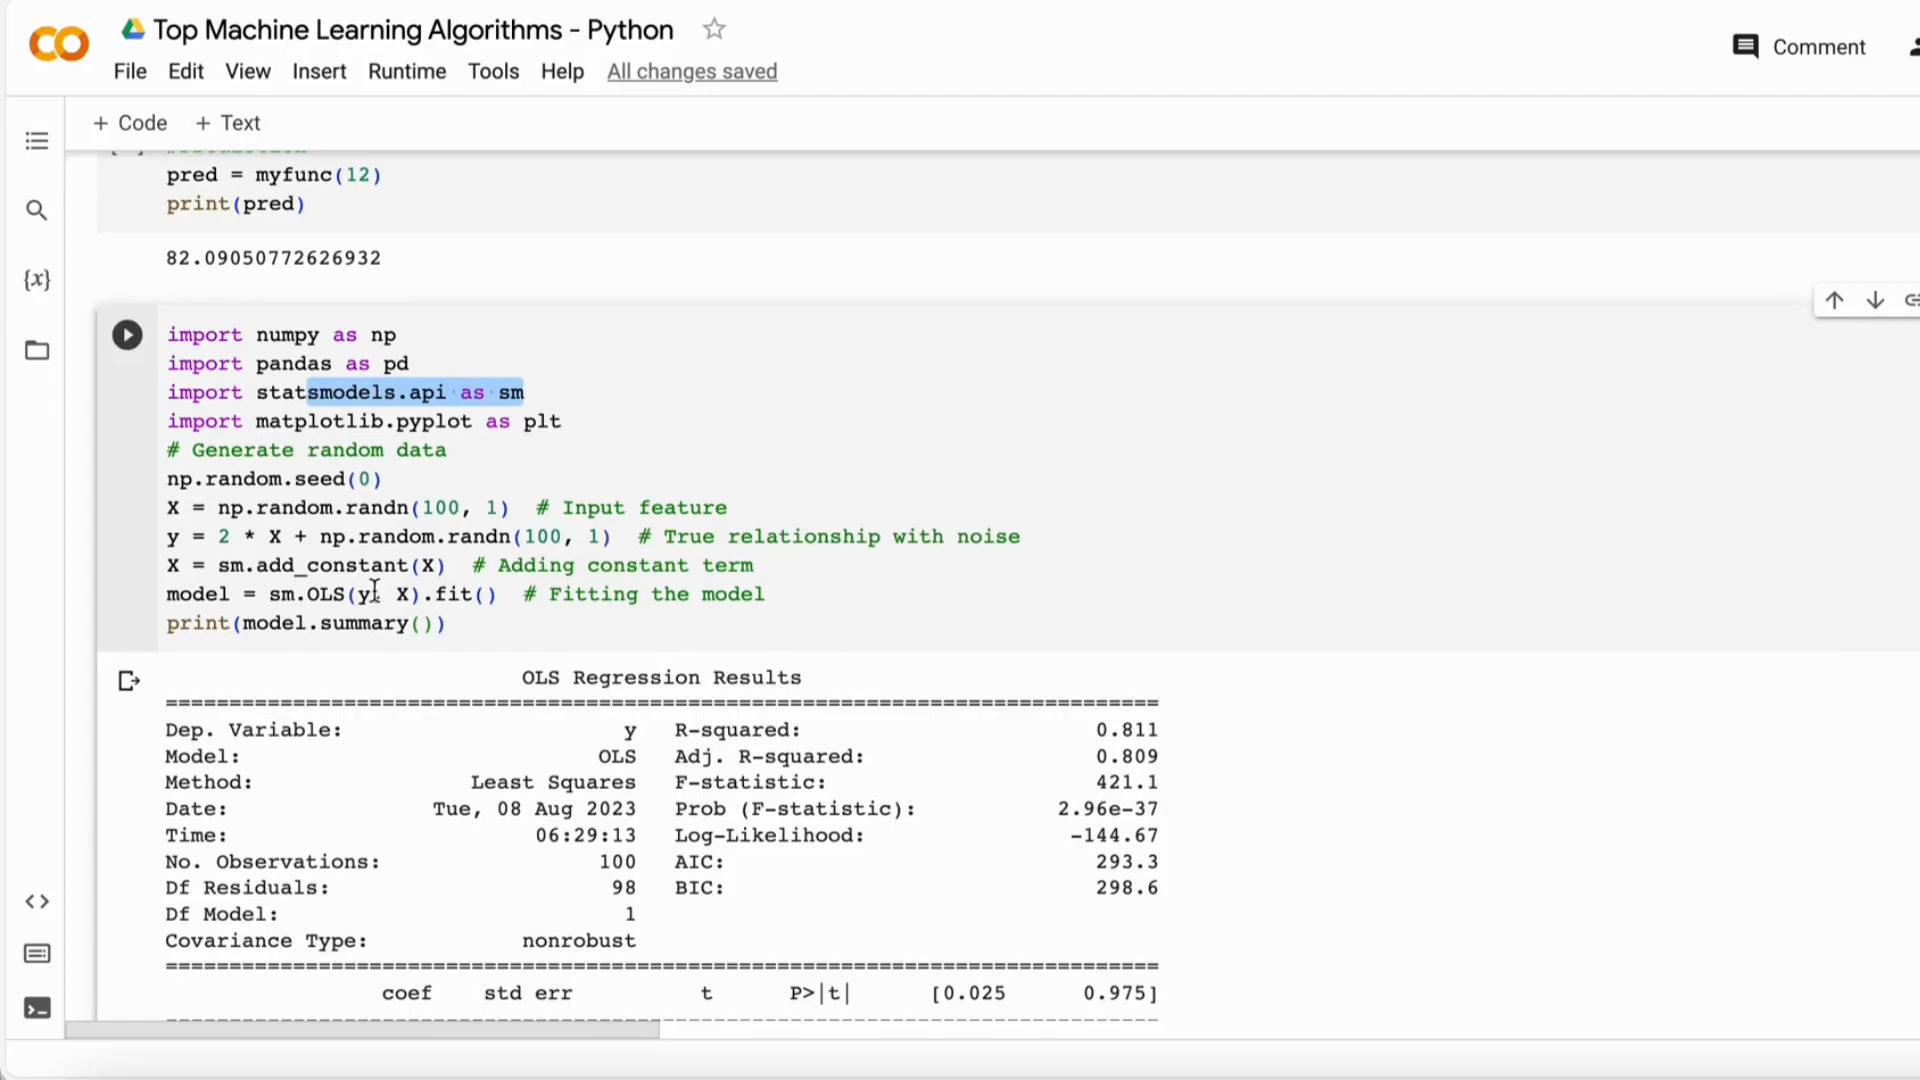 Top Machine Learning Algorithms - Python
File Edit View Insert Runtime Tools Help All changes saved
Comment
+ Code + Text
pred = myfunc(12)
print(pred)
82.09050772626932
import numpy as np
import pandas as pd
import statsmodels.api as sm
import matplotlib.pyplot as plt
# Generate random data
np.random.seed(0)
X = np.random.randn(100, 1)  # Input feature
y = 2 * X + np.random.randn(100, 1)  # True relationship with noise
X = sm.add_constant(X)  # Adding constant term
model = sm.OLS(y, X).fit()  # Fitting the model
print(model.summary())
OLS Regression Results
==============================================================================
Dep. Variable: y R-squared: 0.811
Model: OLS Adj. R-squared: 0.809
Method: Least Squares F-statistic: 421.1
Date: Tue, 08 Aug 2023 Prob (F-statistic): 2.96e-37
Time: 06:29:13 Log-Likelihood: -144.67
No. Observations: 100 AIC: 293.3
Df Residuals: 98 BIC: 298.6
Df Model: 1
Covariance Type: nonrobust
==============================================================================
coef std err t P>|t| [0.025 0.975]
------------------------------------------------------------------------------